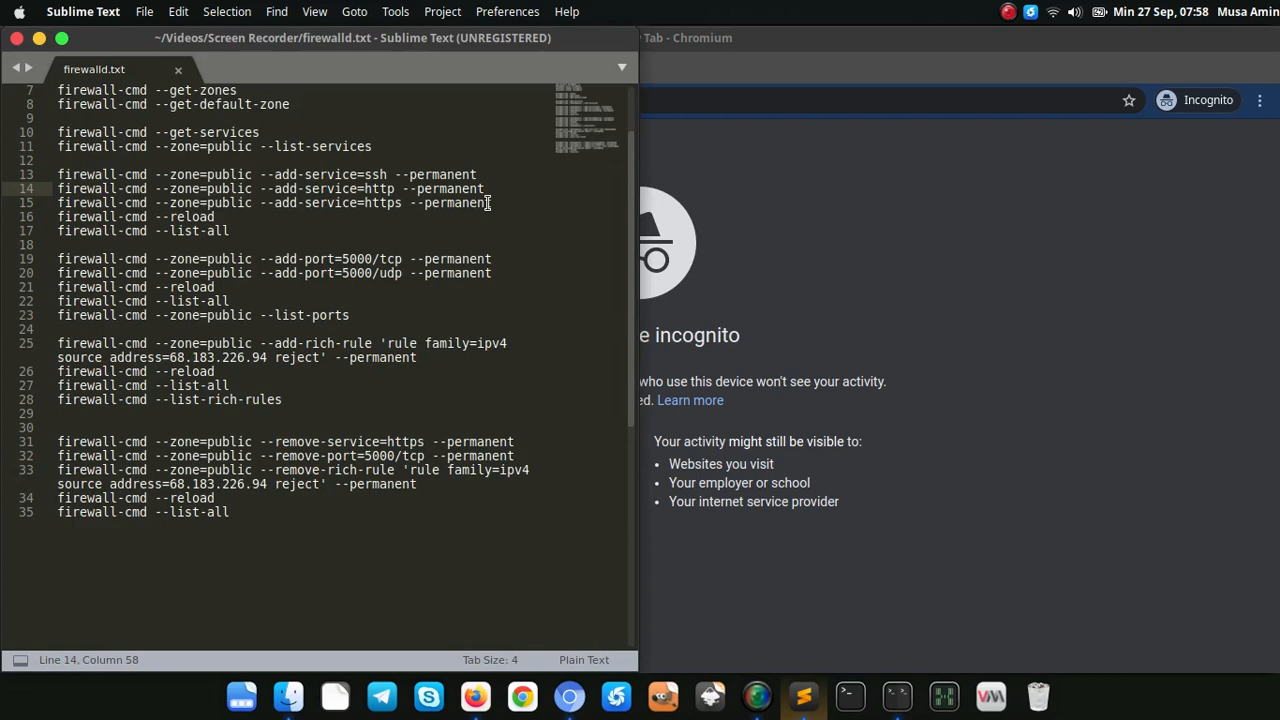 Sublime Text File Edit Selection Find View Goto Tools Project Preferences Help Min 27 Sep, 07:58 Musa Amin
~/Videos/Screen Recorder/firewalld.txt - Sublime Text (UNREGISTERED)
Tab - Chromium
firewalld.txt
Incognito
7 firewall-cmd --get-zones
8 firewall-cmd --get-default-zone
9
10 firewall-cmd --get-services
11 firewall-cmd --zone=public --list-services
12
13 firewall-cmd --zone=public --add-service=ssh --permanent
14 firewall-cmd --zone=public --add-service=http --permanent
15 firewall-cmd --zone=public --add-service=https --permanent
16 firewall-cmd --reload
17 firewall-cmd --list-all
18
19 firewall-cmd --zone=public --add-port=5000/tcp --permanent
20 firewall-cmd --zone=public --add-port=5000/udp --permanent
21 firewall-cmd --reload
22 firewall-cmd --list-all
23 firewall-cmd --zone=public --list-ports
24
25 firewall-cmd --zone=public --add-rich-rule 'rule family=ipv4
source address=68.183.226.94 reject' --permanent
26 firewall-cmd --reload
27 firewall-cmd --list-all
28 firewall-cmd --list-rich-rules
29
30
31 firewall-cmd --zone=public --remove-service=https --permanent
32 firewall-cmd --zone=public --remove-port=5000/tcp --permanent
33 firewall-cmd --zone=public --remove-rich-rule 'rule family=ipv4
source address=68.183.226.94 reject' --permanent
34 firewall-cmd --reload
35 firewall-cmd --list-all
e incognito
who use this device won't see your activity.
ed. Learn more
Your activity might still be visible to:
• Websites you visit
• Your employer or school
• Your internet service provider
Line 14, Column 58 Tab Size: 4 Plain Text